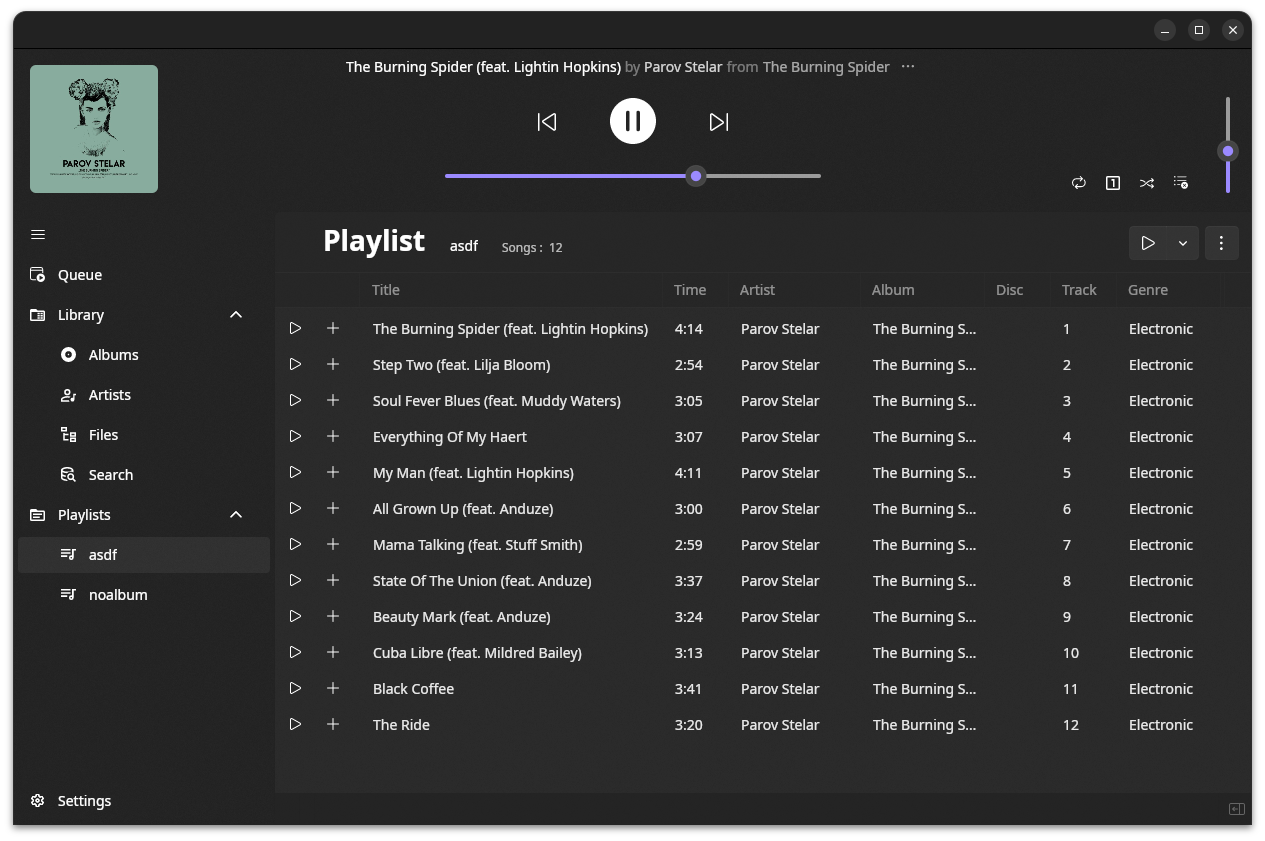 The Burning Spider (feat. Lightin Hopkins) by Parov Stelar from The Burning Spider ···
PAROV STELAR
1
Playlist asdf Songs : 12
Queue
Library
Albums
Artists
Files
Search
Playlists
asdf
noalbum
Settings
Title Time Artist Album Disc Track Genre
The Burning Spider (feat. Lightin Hopkins) 4:14 Parov Stelar The Burning S... 1 Electronic
Step Two (feat. Lilja Bloom) 2:54 Parov Stelar The Burning S... 2 Electronic
Soul Fever Blues (feat. Muddy Waters) 3:05 Parov Stelar The Burning S... 3 Electronic
Everything Of My Haert 3:07 Parov Stelar The Burning S... 4 Electronic
My Man (feat. Lightin Hopkins) 4:11 Parov Stelar The Burning S... 5 Electronic
All Grown Up (feat. Anduze) 3:00 Parov Stelar The Burning S... 6 Electronic
Mama Talking (feat. Stuff Smith) 2:59 Parov Stelar The Burning S... 7 Electronic
State Of The Union (feat. Anduze) 3:37 Parov Stelar The Burning S... 8 Electronic
Beauty Mark (feat. Anduze) 3:24 Parov Stelar The Burning S... 9 Electronic
Cuba Libre (feat. Mildred Bailey) 3:13 Parov Stelar The Burning S... 10 Electronic
Black Coffee 3:41 Parov Stelar The Burning S... 11 Electronic
The Ride 3:20 Parov Stelar The Burning S... 12 Electronic